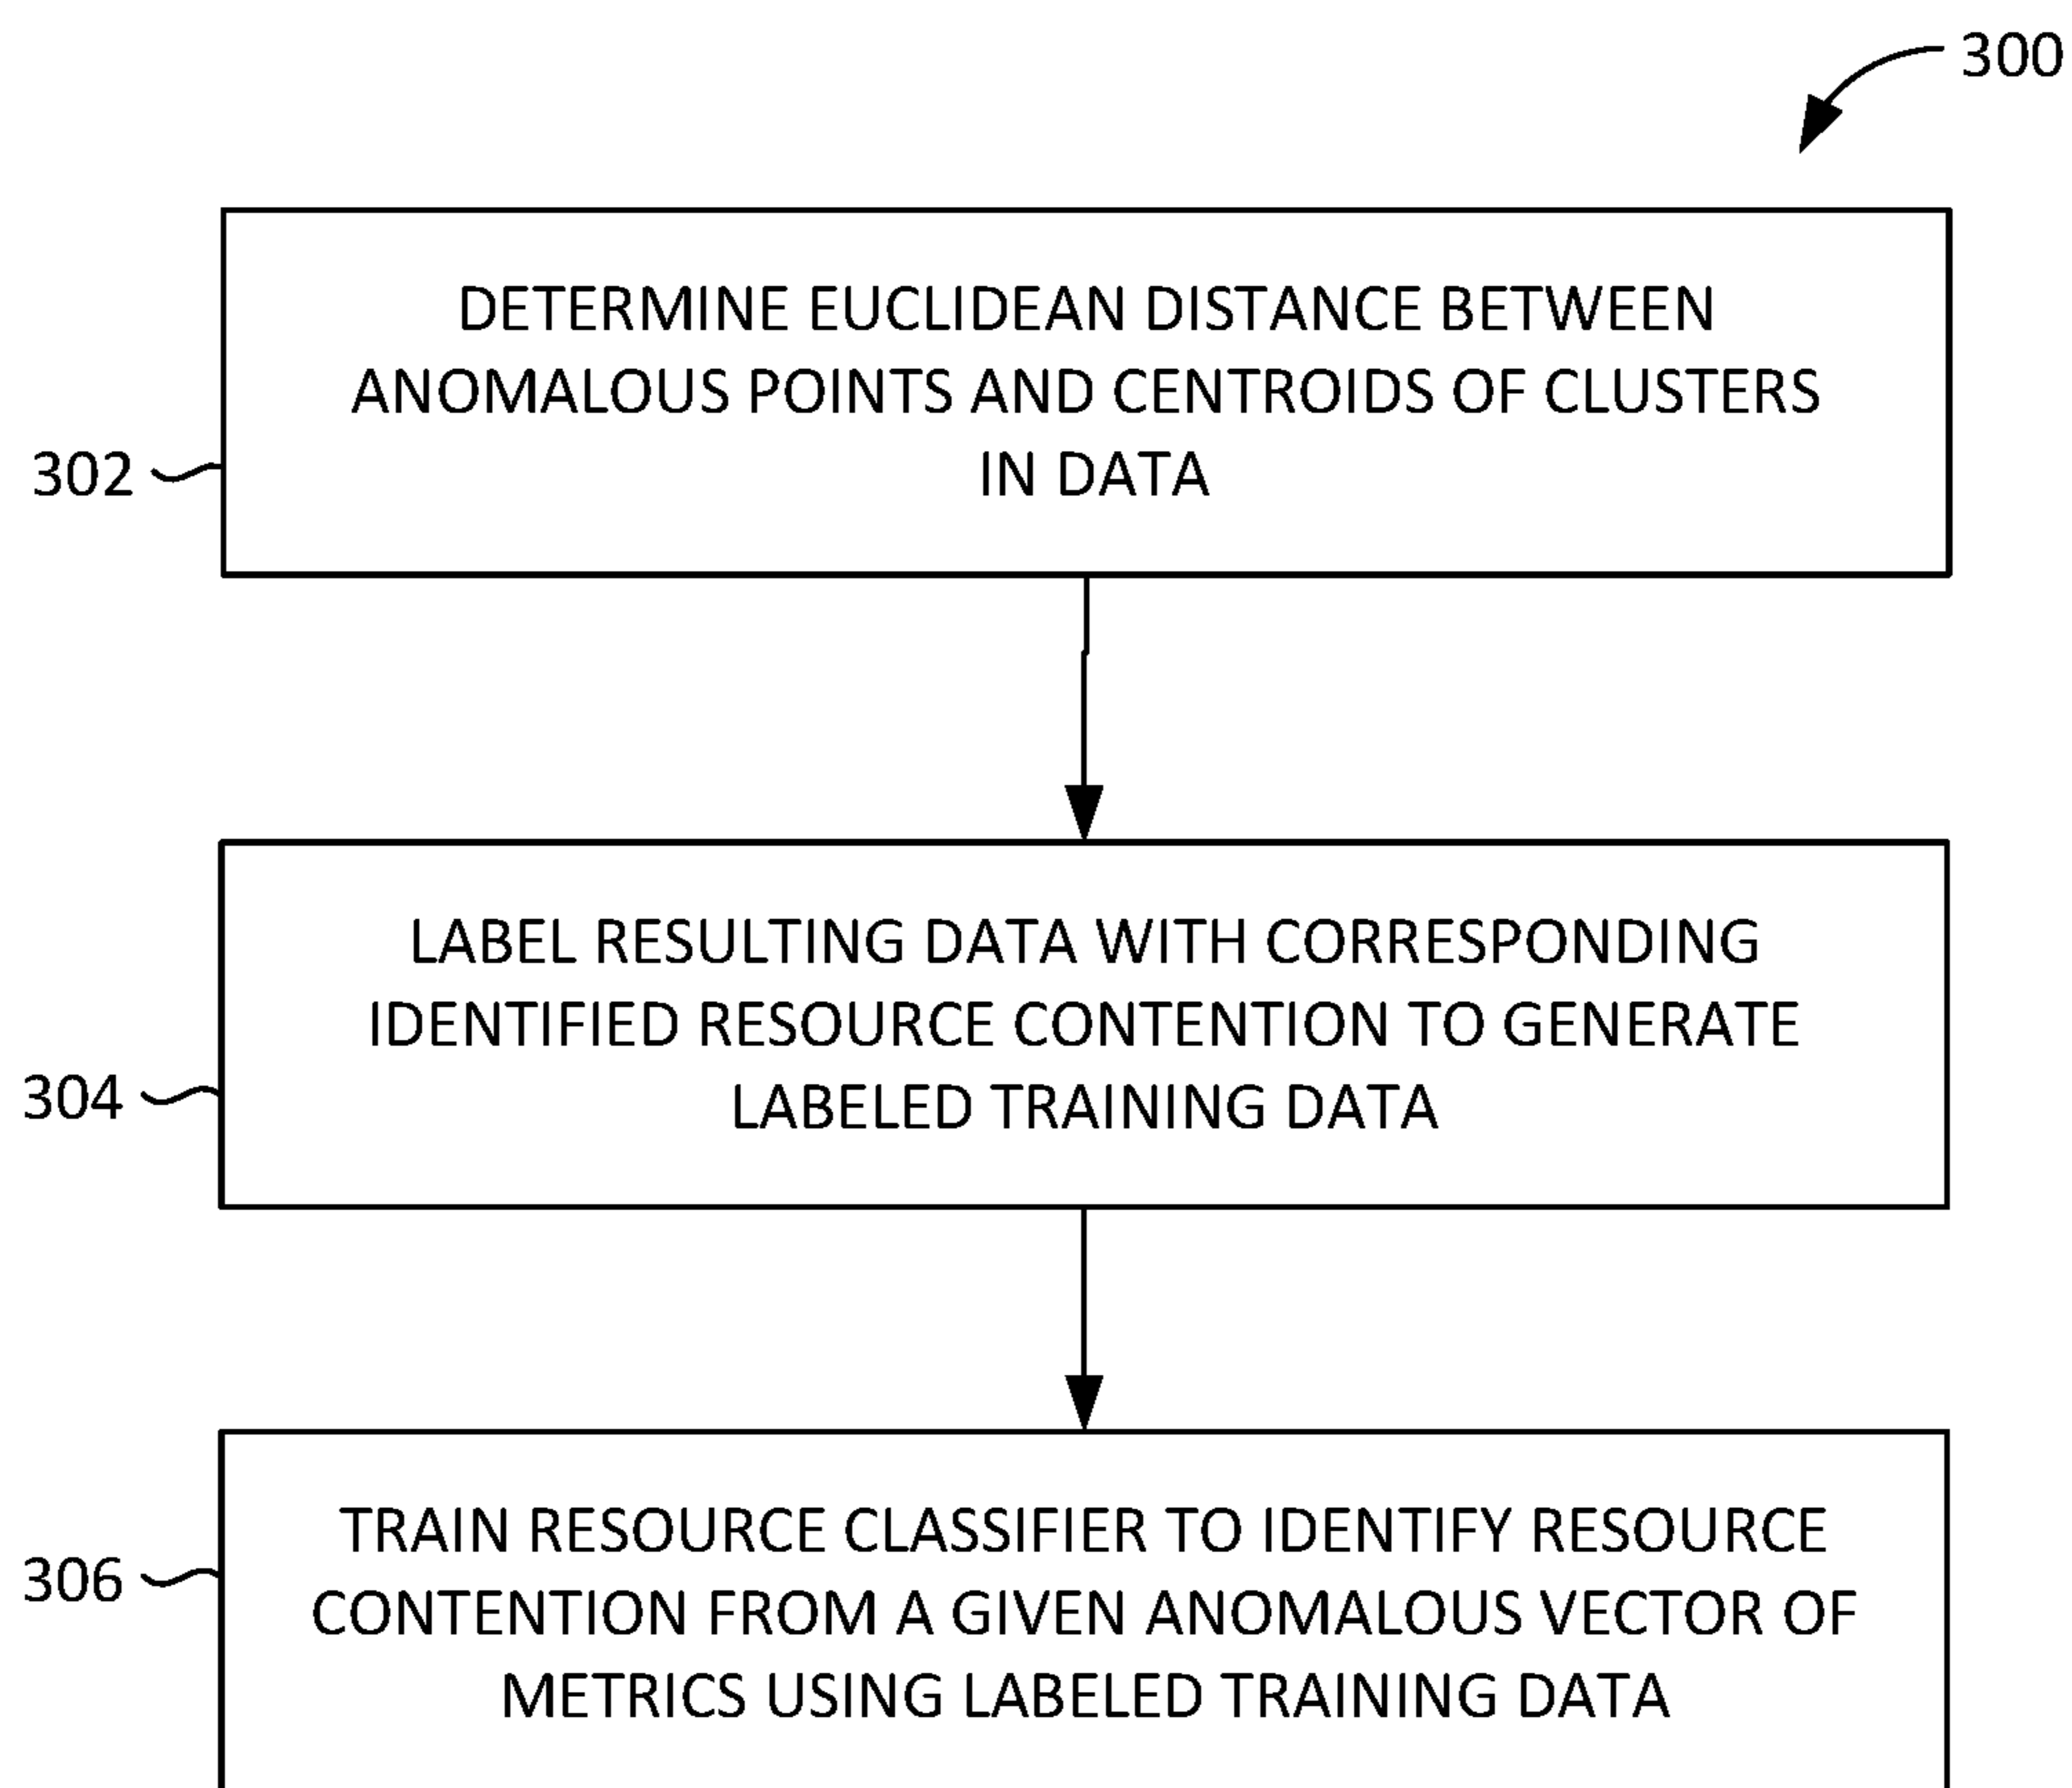 300
DETERMINE EUCLIDEAN DISTANCE BETWEEN
ANOMALOUS POINTS AND CENTROIDS OF CLUSTERS
IN DATA
302
LABEL RESULTING DATA WITH CORRESPONDING
IDENTIFIED RESOURCE CONTENTION TO GENERATE
LABELED TRAINING DATA
304
TRAIN RESOURCE CLASSIFIER TO IDENTIFY RESOURCE
CONTENTION FROM A GIVEN ANOMALOUS VECTOR OF
METRICS USING LABELED TRAINING DATA
306